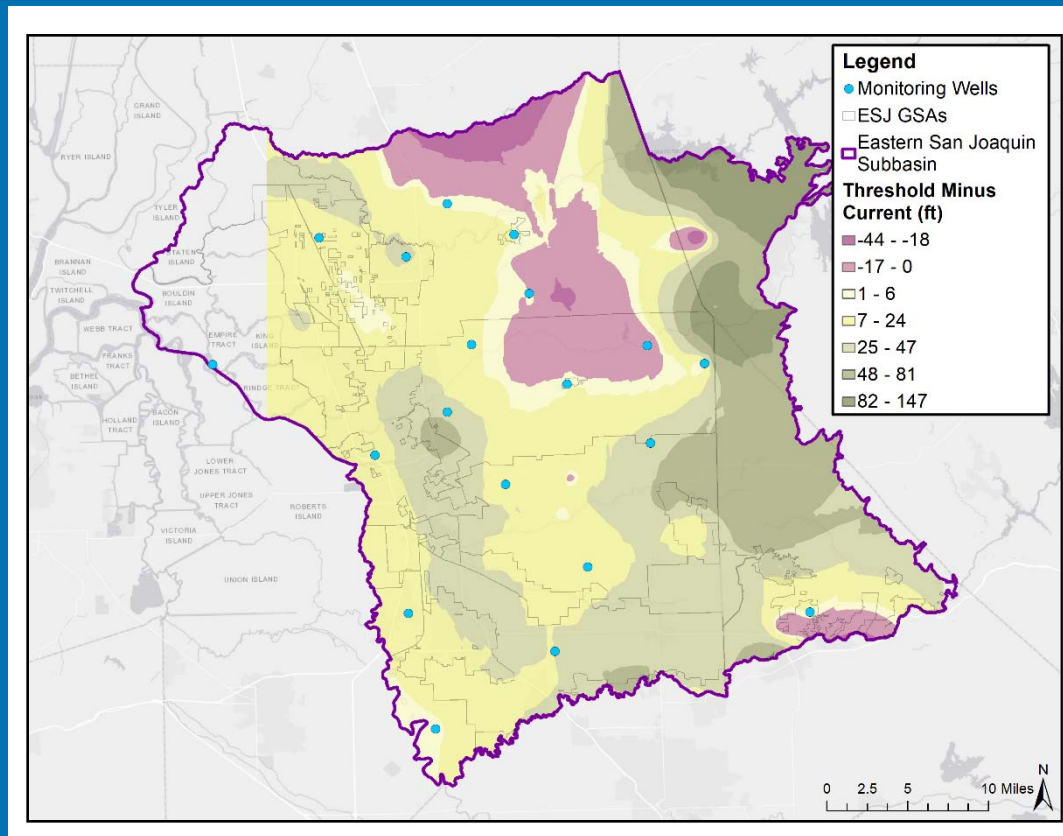 Legend
Monitoring Wells
ESJ GSAs
Eastern San Joaquin
Subbasin
Threshold Minus
Current (ft)
-44 - -18
-17 - 0
1 - 6
7 - 24
25 - 47
48 - 81
82 - 147
GRAND
ISLAND
RYER ISLAND
TYLER
ISLAND
STATEN
ISLAND
BRANNAN
ISLAND
TWITCHELL
ISLAND
BOULDIN
ISLAND
WEBB TRACT
EMPIRE
TRACT
KING
ISLAND
FRANKS
TRACT
BETHEL
ISLAND
RINDGE TRACT
HOLLAND
TRACT
BACON
ISLAND
LOWER
JONES TRACT
UPPER JONES
TRACT
ROBERTS
ISLAND
VICTORIA
ISLAND
UNION ISLAND
N
0 2.5 5 10 Miles